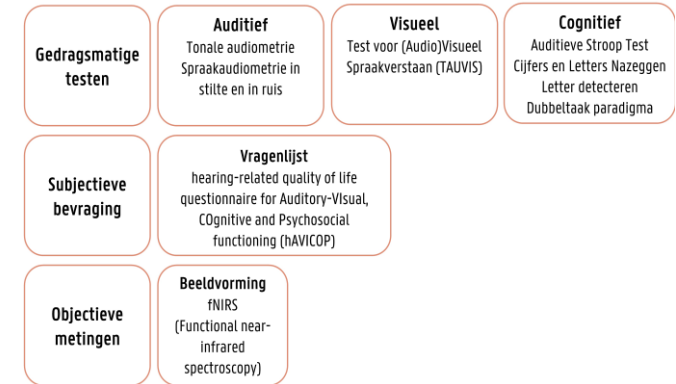 Gedragsmatige
testen
Auditief
Tonale audiometrie
Spraakaudiometrie in
stilte en in ruis
Visueel
Test voor (Audio)Visueel
Spraakverstaan (TAUVIS)
Cognitief
Auditieve Stroop Test
Cijfers en Letters Nazeggen
Letter detecteren
Dubbeltaak paradigma
Subjectieve
bevraging
Vragenlijst
hearing-related quality of life
questionnaire for Auditory-VIsual,
COgnitive and Psychosocial
functioning (hAVICOP)
Objectieve
metingen
Beeldvorming
fNIRS
(Functional near-
infrared
spectroscopy)